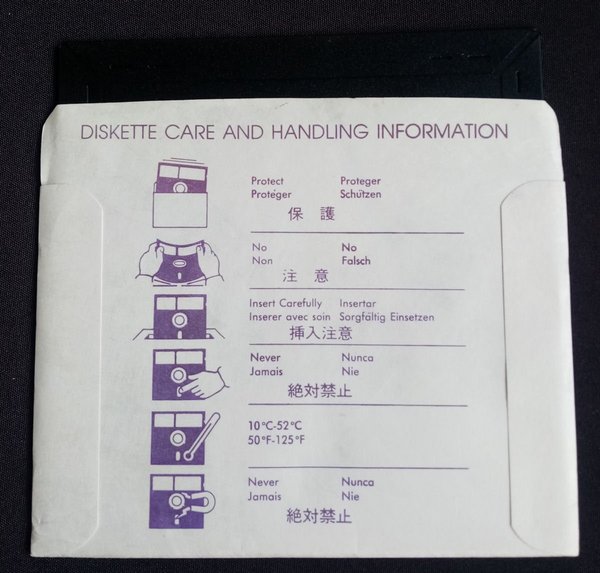 DISKETTE CARE AND HANDLING INFORMATION
Protect Proteger
Protéger Schützen
保 護
No No
Non Falsch
注 意
Insert Carefully Insertar
Inserer avec soin Sorgfältig Einsetzen
挿入注意
Never Nunca
Jamais Nie
絶対禁止
10°C-52°C
50°F-125°F
Never Nunca
Jamais Nie
絶対禁止